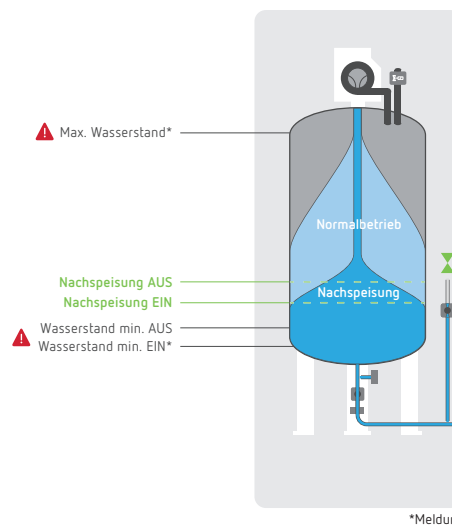 Max. Wasserstand*
Normalbetrieb
Nachspeisung AUS
Nachspeisung
Nachspeisung EIN
Wasserstand min. AUS
Wasserstand min. EIN*